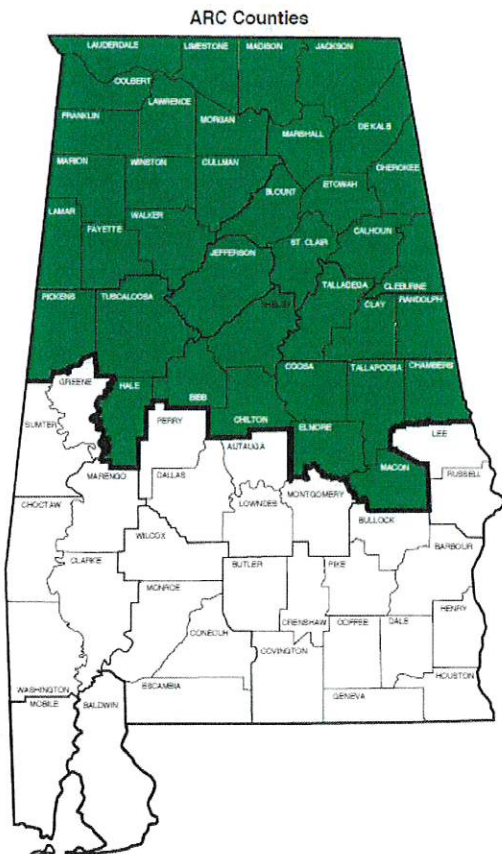 ARC Counties
LAUDERDALE
LIMESTONE
MADISON
JACKSON
COLBERT
LAWRENCE
FRANKLIN
MORGAN
MARSHALL
DE KALB
MARION
WINSTON
CULLMAN
CHEROKEE
BLOUNT
ETOWAH
LAMAR
FAYETTE
WALKER
JEFFERSON
ST. CLAIR
CALHOUN
PICKENS
TUSCALOOSA
SHELBY
TALLADEGA
CLEBURNE
CLAY
RANDOLPH
GREENE
HALE
BIBB
COOSA
TALLAPOOSA
CHAMBERS
SUMTER
PERRY
CHILTON
ELMORE
LEE
AUTAUGA
MACON
MARENGO
DALLAS
RUSSELL
CHOCTAW
LOWNDES
MONTGOMERY
BULLOCK
WILCOX
BARBOUR
CLARKE
BUTLER
PIKE
MONROE
HENRY
CRENSHAW
COFFEE
DALE
CONECUH
COVINGTON
HOUSTON
WASHINGTON
ESCAMBIA
GENEVA
MOBILE
BALDWIN